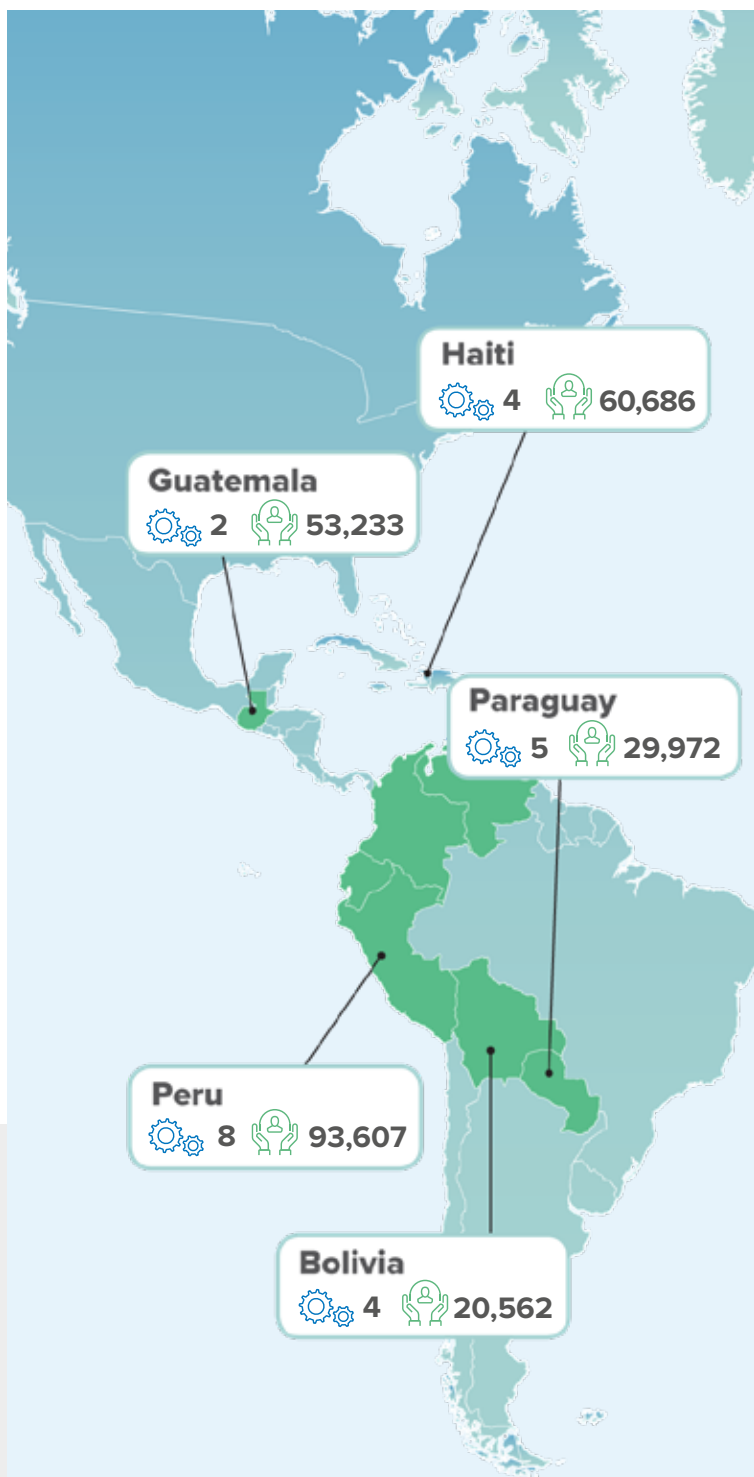 Haiti
4 60,686
Guatemala
2 53,233
Paraguay
5 29,972
Peru
8 93,607
Bolivia
4 20,562